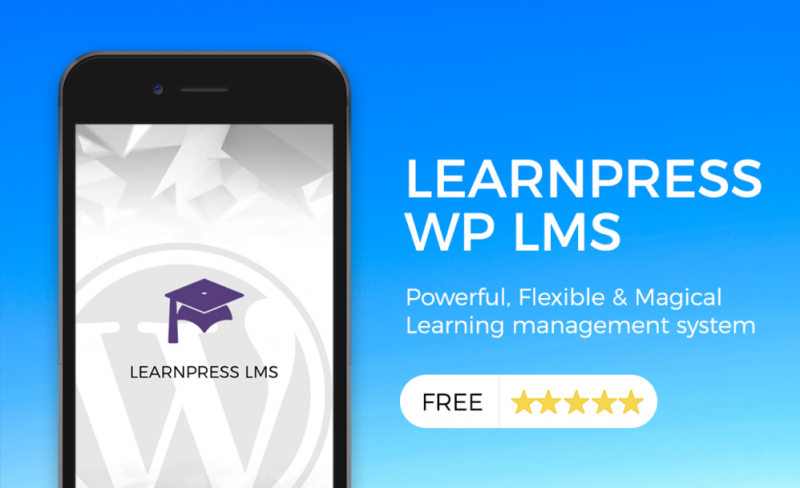 LEARNPRESS
WP LMS
Powerful, Flexible & Magical
Learning management system
FREE
LEARNPRESS LMS